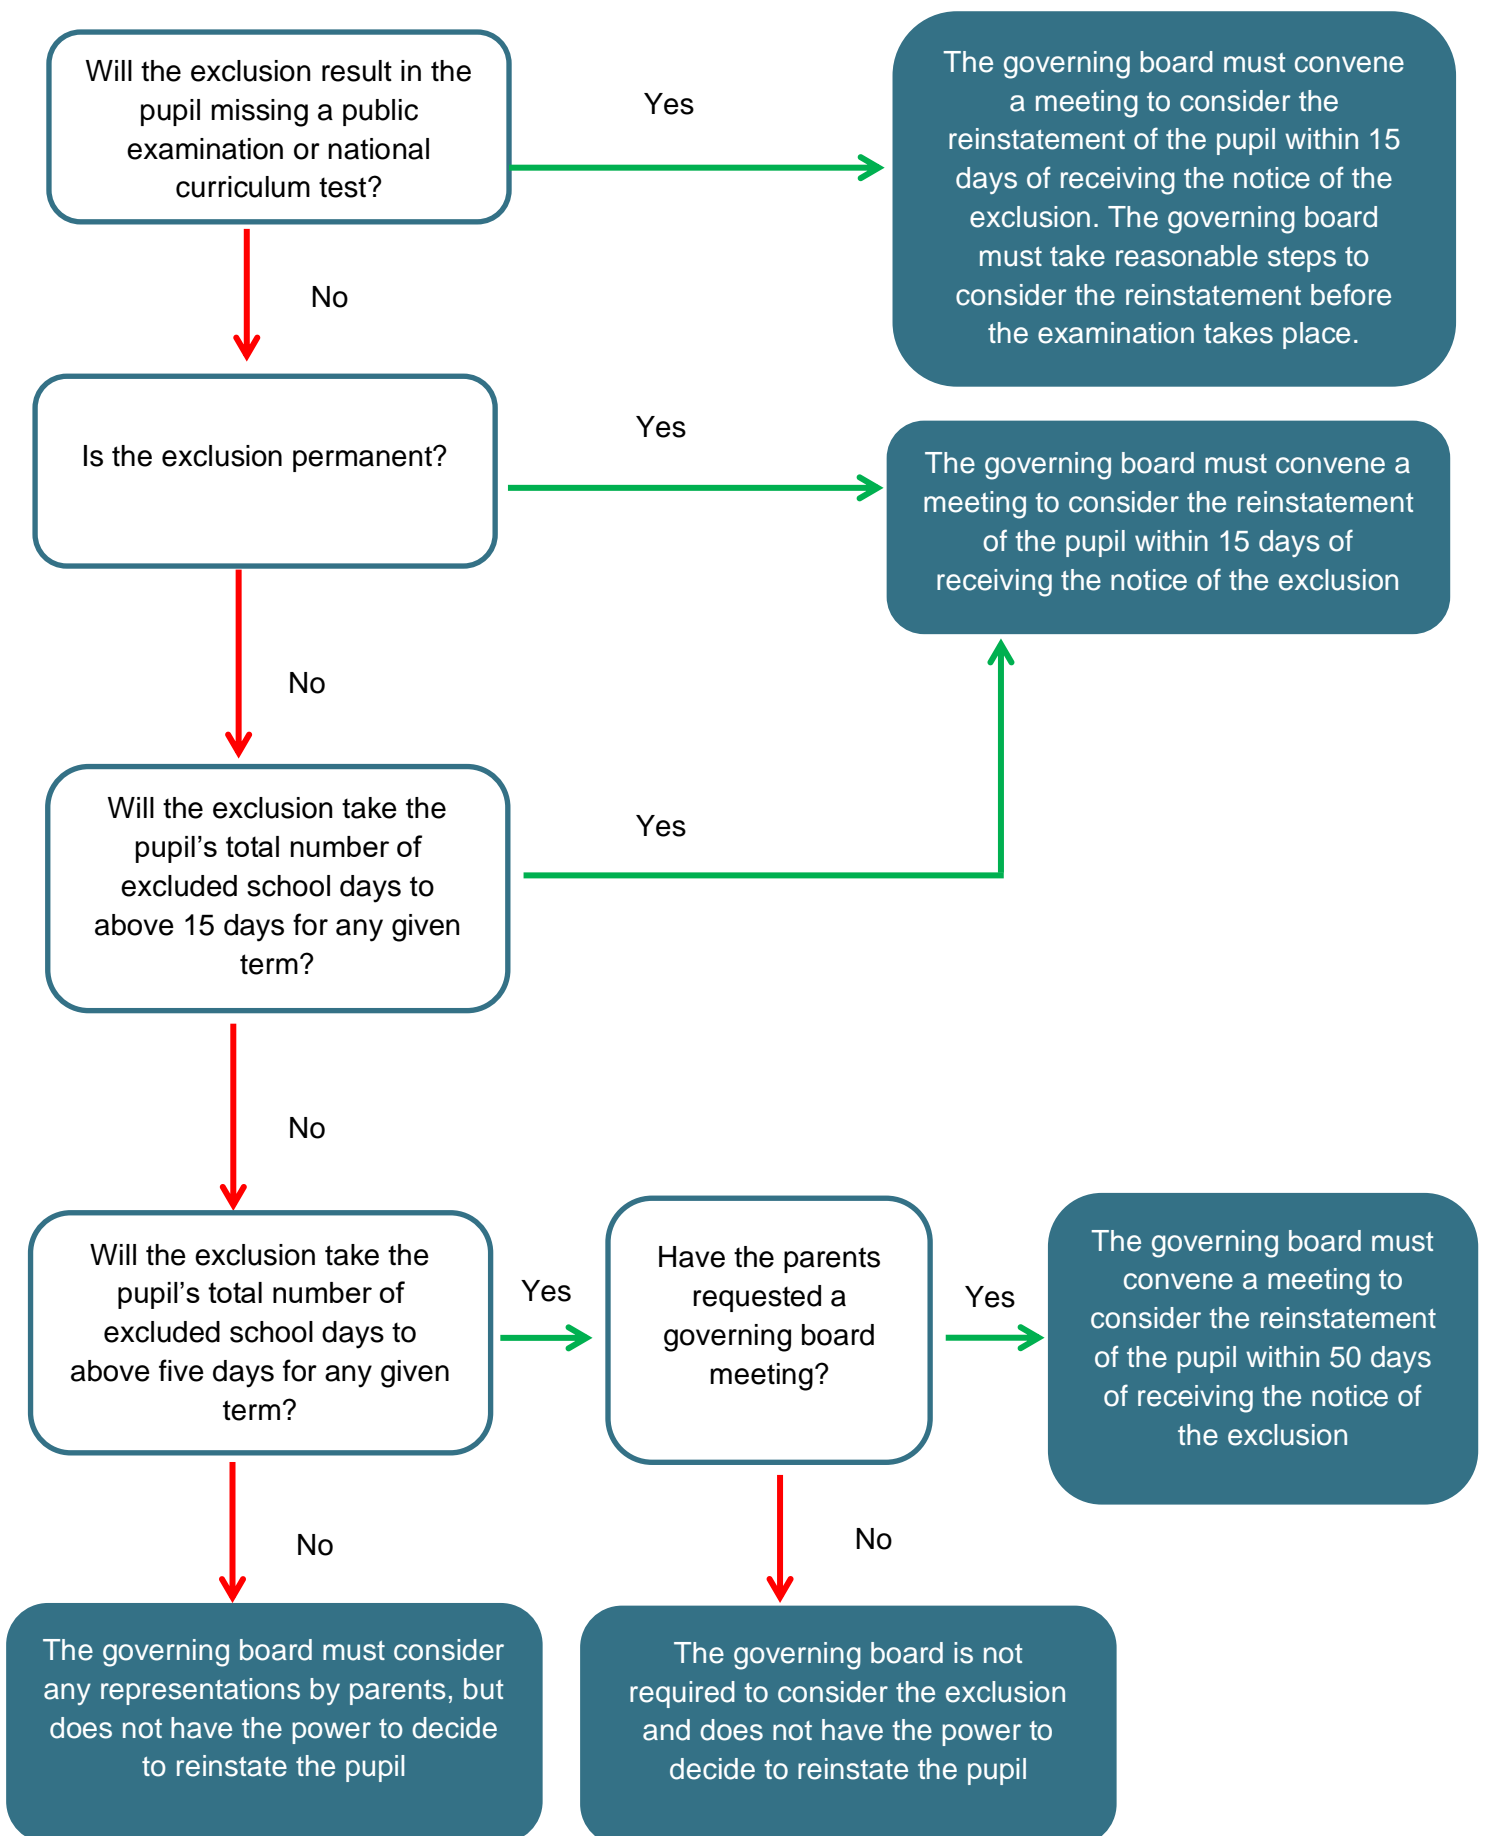 Will the exclusion result in the
pupil missing a public
examination or national
curriculum test?
Yes
The governing board must convene
a meeting to consider the
reinstatement of the pupil within 15
days of receiving the notice of the
exclusion. The governing board
must take reasonable steps to
consider the reinstatement before
the examination takes place.
No
Is the exclusion permanent?
Yes
The governing board must convene a
meeting to consider the reinstatement
of the pupil within 15 days of
receiving the notice of the exclusion
No
Will the exclusion take the
pupil’s total number of
excluded school days to
above 15 days for any given
term?
Yes
No
Will the exclusion take the
pupil’s total number of
excluded school days to
above five days for any given
term?
Yes
Have the parents
requested a
governing board
meeting?
Yes
The governing board must
convene a meeting to
consider the reinstatement
of the pupil within 50 days
of receiving the notice of
the exclusion
No
No
The governing board must consider
any representations by parents, but
does not have the power to decide
to reinstate the pupil
The governing board is not
required to consider the exclusion
and does not have the power to
decide to reinstate the pupil